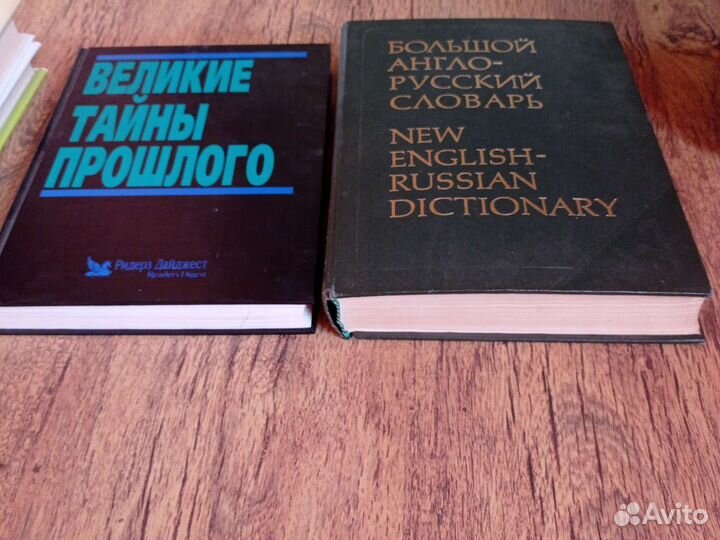 ВЕЛИКИЕ
ТАЙНЫ
ПРОШЛОГО
Ридерз Дайджест
Reader's Digest
БОЛЬШОЙ
АНГЛО-
РУССКИЙ
СЛОВАРЬ
NEW
ENGLISH-
RUSSIAN
DICTIONARY
Avito